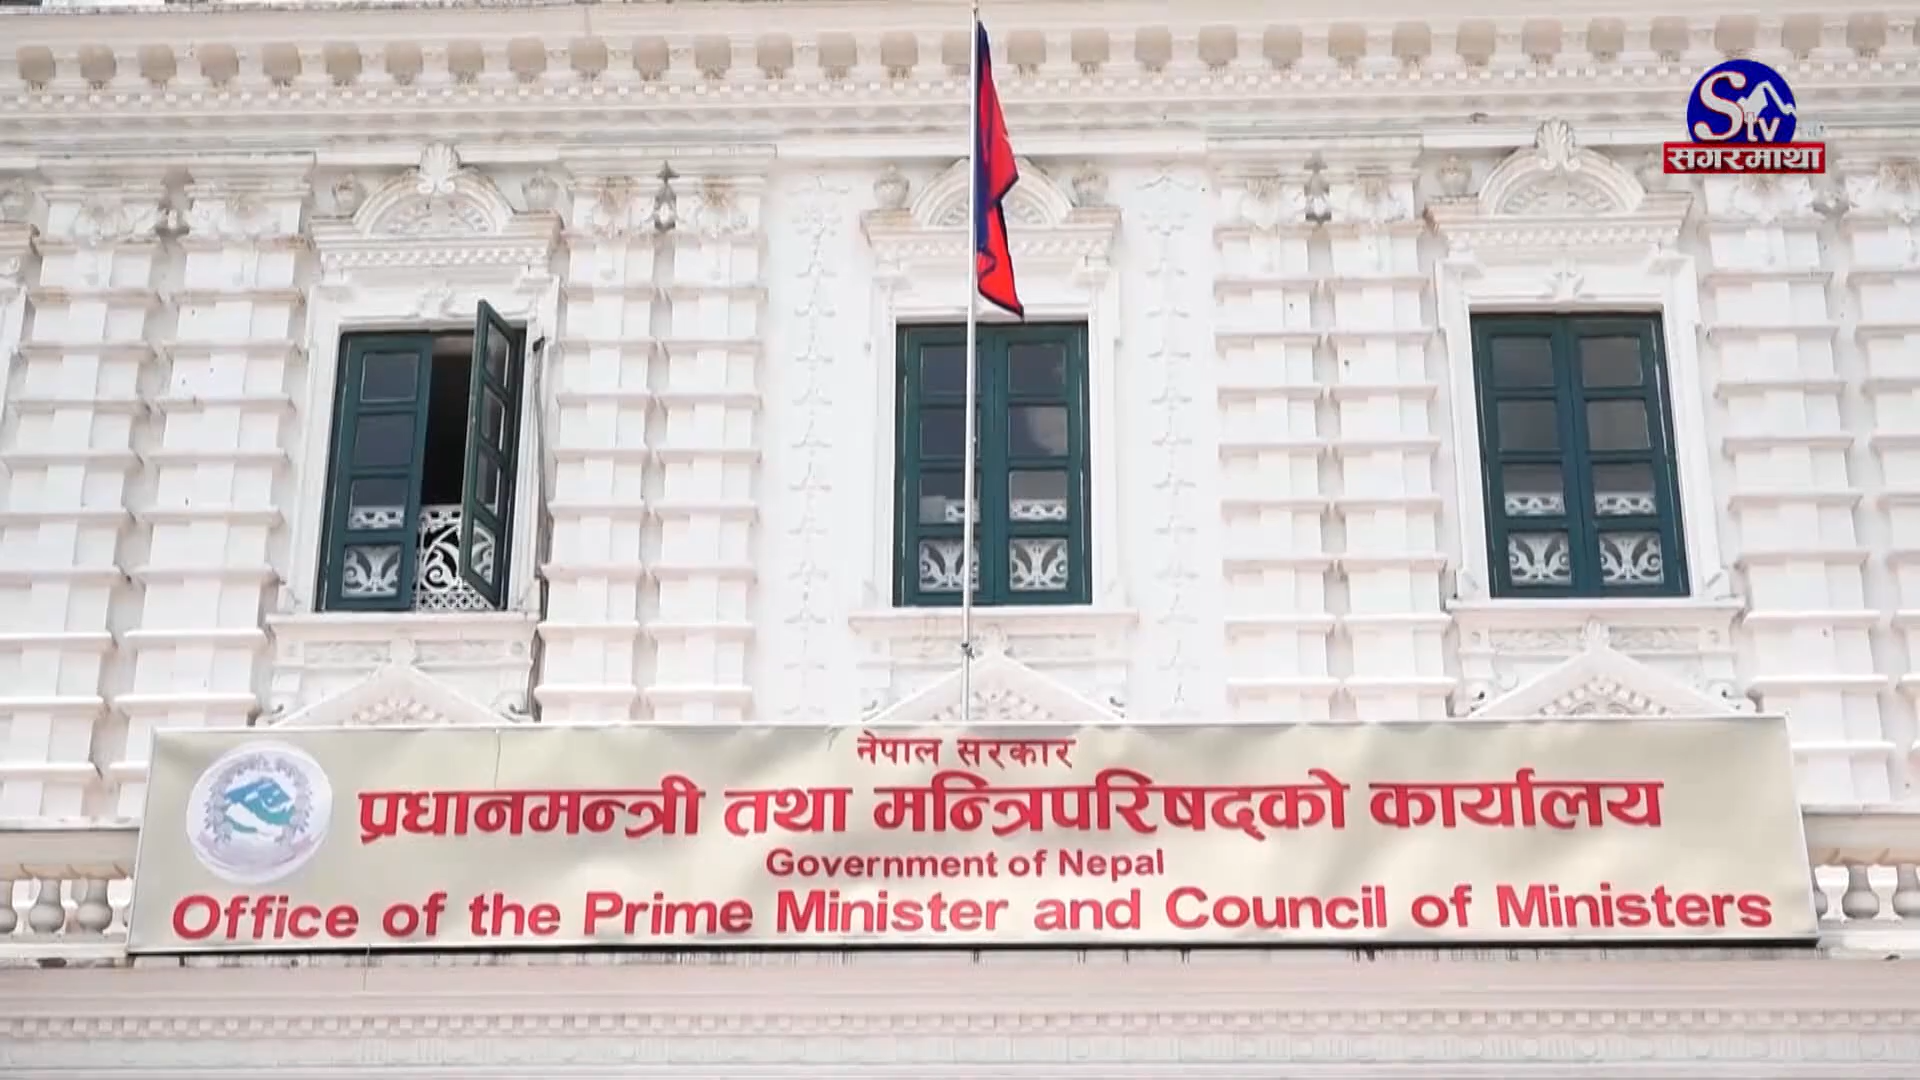 Stv
सगरमाथा
नेपाल सरकार
प्रधानमन्त्री तथा मन्त्रिपरिषद्को कार्यालय
Government of Nepal
Office of the Prime Minister and Council of Ministers